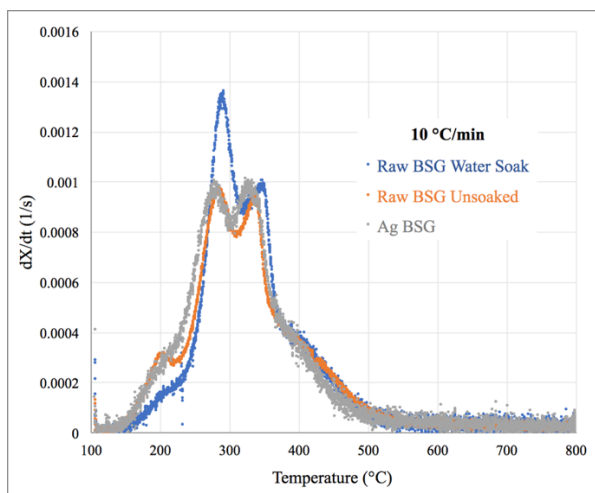 0.0016
0.0014
0.0012
0.001
0.0008
0.0006
0.0004
0.0002
0
dX/dt (1/s)
10 °C/min
Raw BSG Water Soak
Raw BSG Unsoaked
Ag BSG
100 200 300 400 500 600 700 800
Temperature (°C)